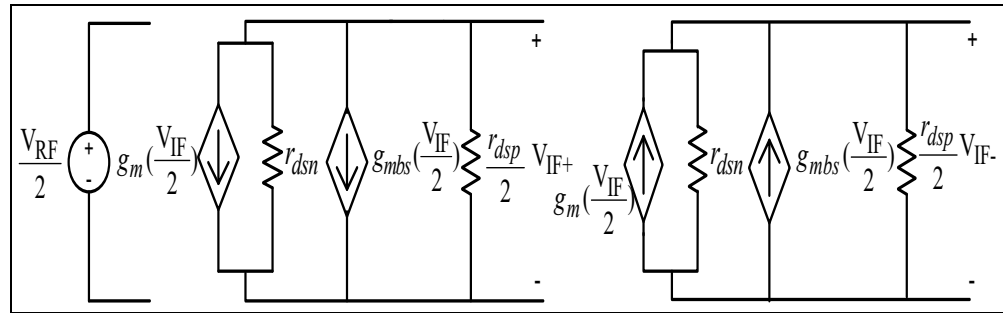 V_RF/2
+
-
g_m(V_IF/2)
r_dsn
g_mbs(V_IF/2)
r_dsp/2
+
V_IF+
-
g_m(V_IF/2)
r_dsn
g_mbs(V_IF/2)
r_dsp/2
+
V_IF-
-